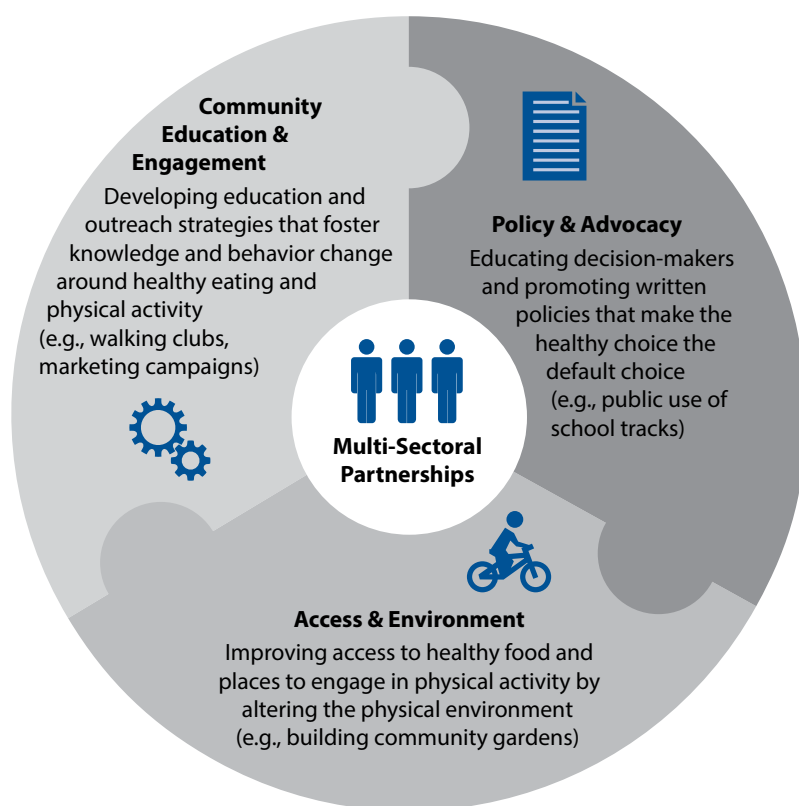 Community
Education &
Engagement
Developing education and
outreach strategies that foster
knowledge and behavior change
around healthy eating and
physical activity
(e.g., walking clubs,
marketing campaigns)
Policy & Advocacy
Educating decision-makers
and promoting written
policies that make the
healthy choice the
default choice
(e.g., public use of
school tracks)
Multi-Sectoral
Partnerships
Access & Environment
Improving access to healthy food and
places to engage in physical activity by
altering the physical environment
(e.g., building community gardens)